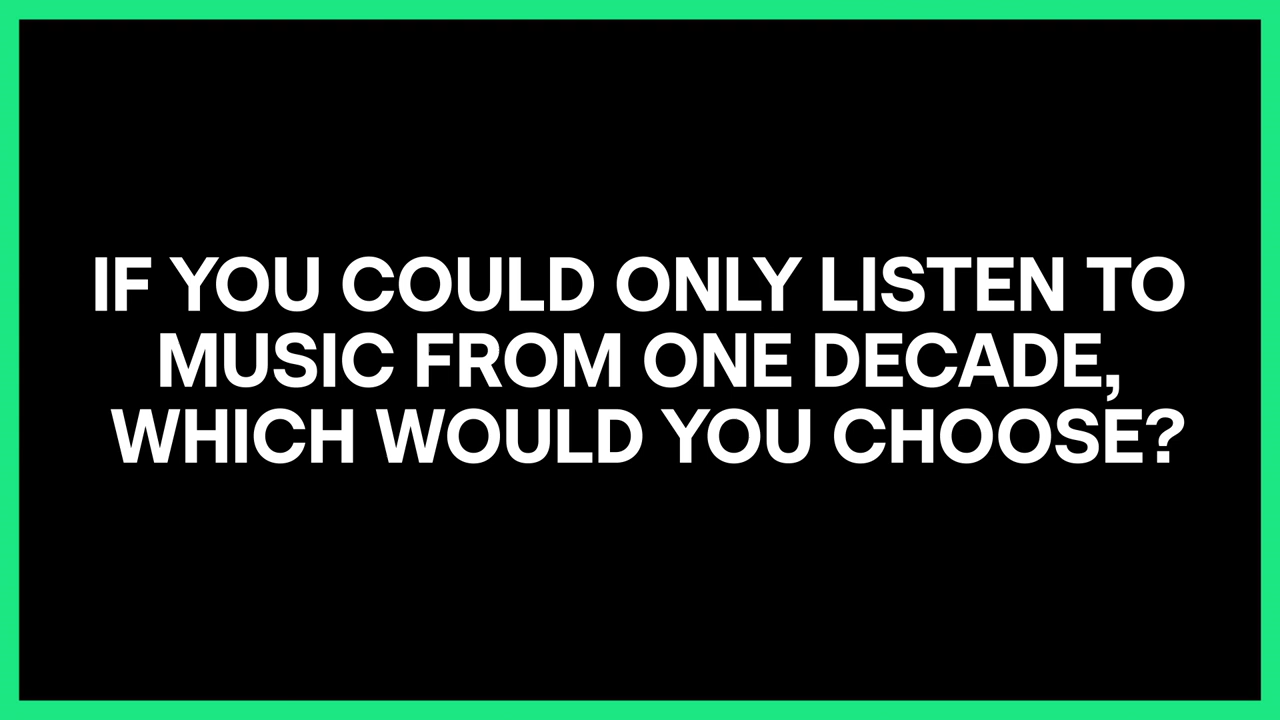 IF YOU COULD ONLY LISTEN TO
MUSIC FROM ONE DECADE,
WHICH WOULD YOU CHOOSE?